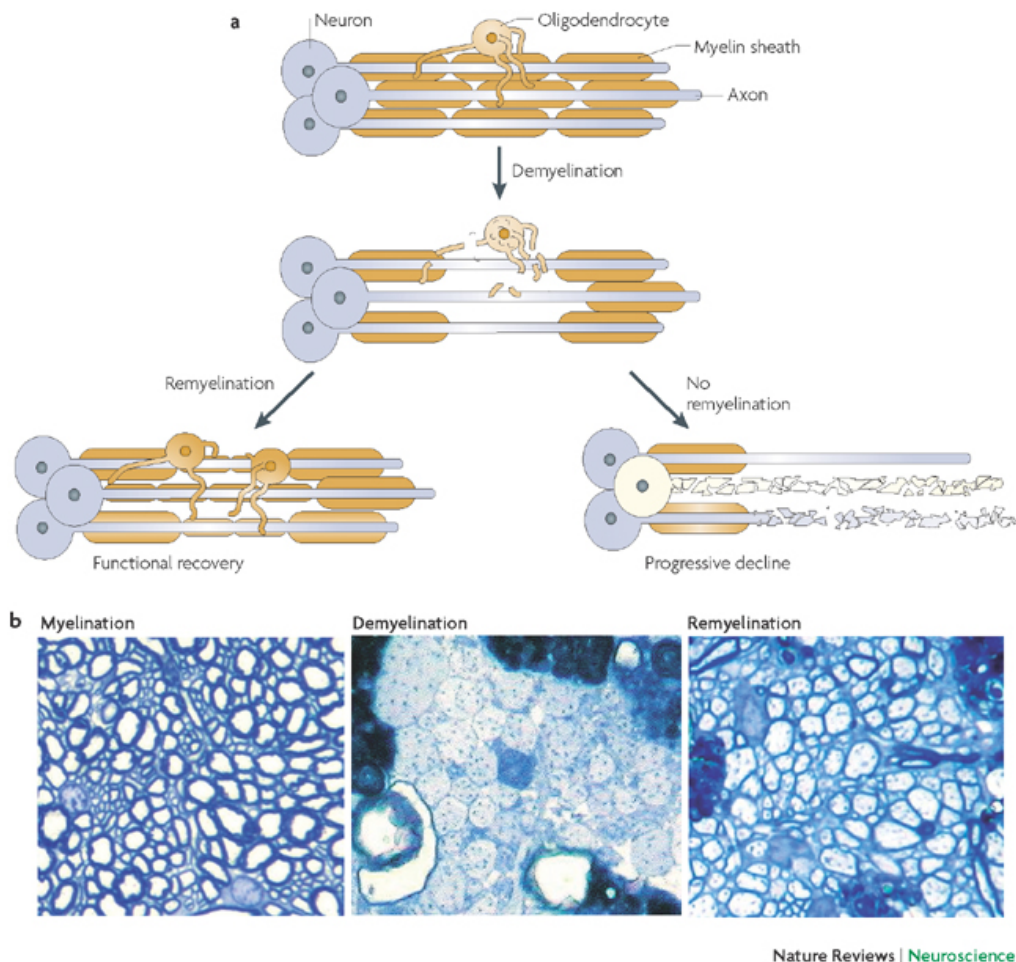 a
Neuron
Oligodendrocyte
Myelin sheath
Axon
Demyelination
Remyelination
No
remyelination
Functional recovery
Progressive decline
b
Myelination
Demyelination
Remyelination
Nature Reviews | Neuroscience